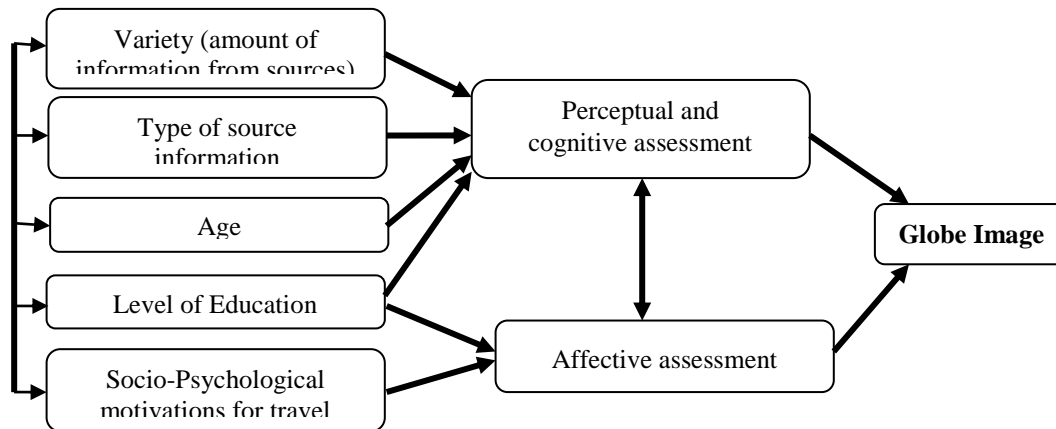 Variety (amount of
information from sources)
Type of source
information
Age
Level of Education
Socio-Psychological
motivations for travel
Perceptual and
cognitive assessment
Affective assessment
Globe Image